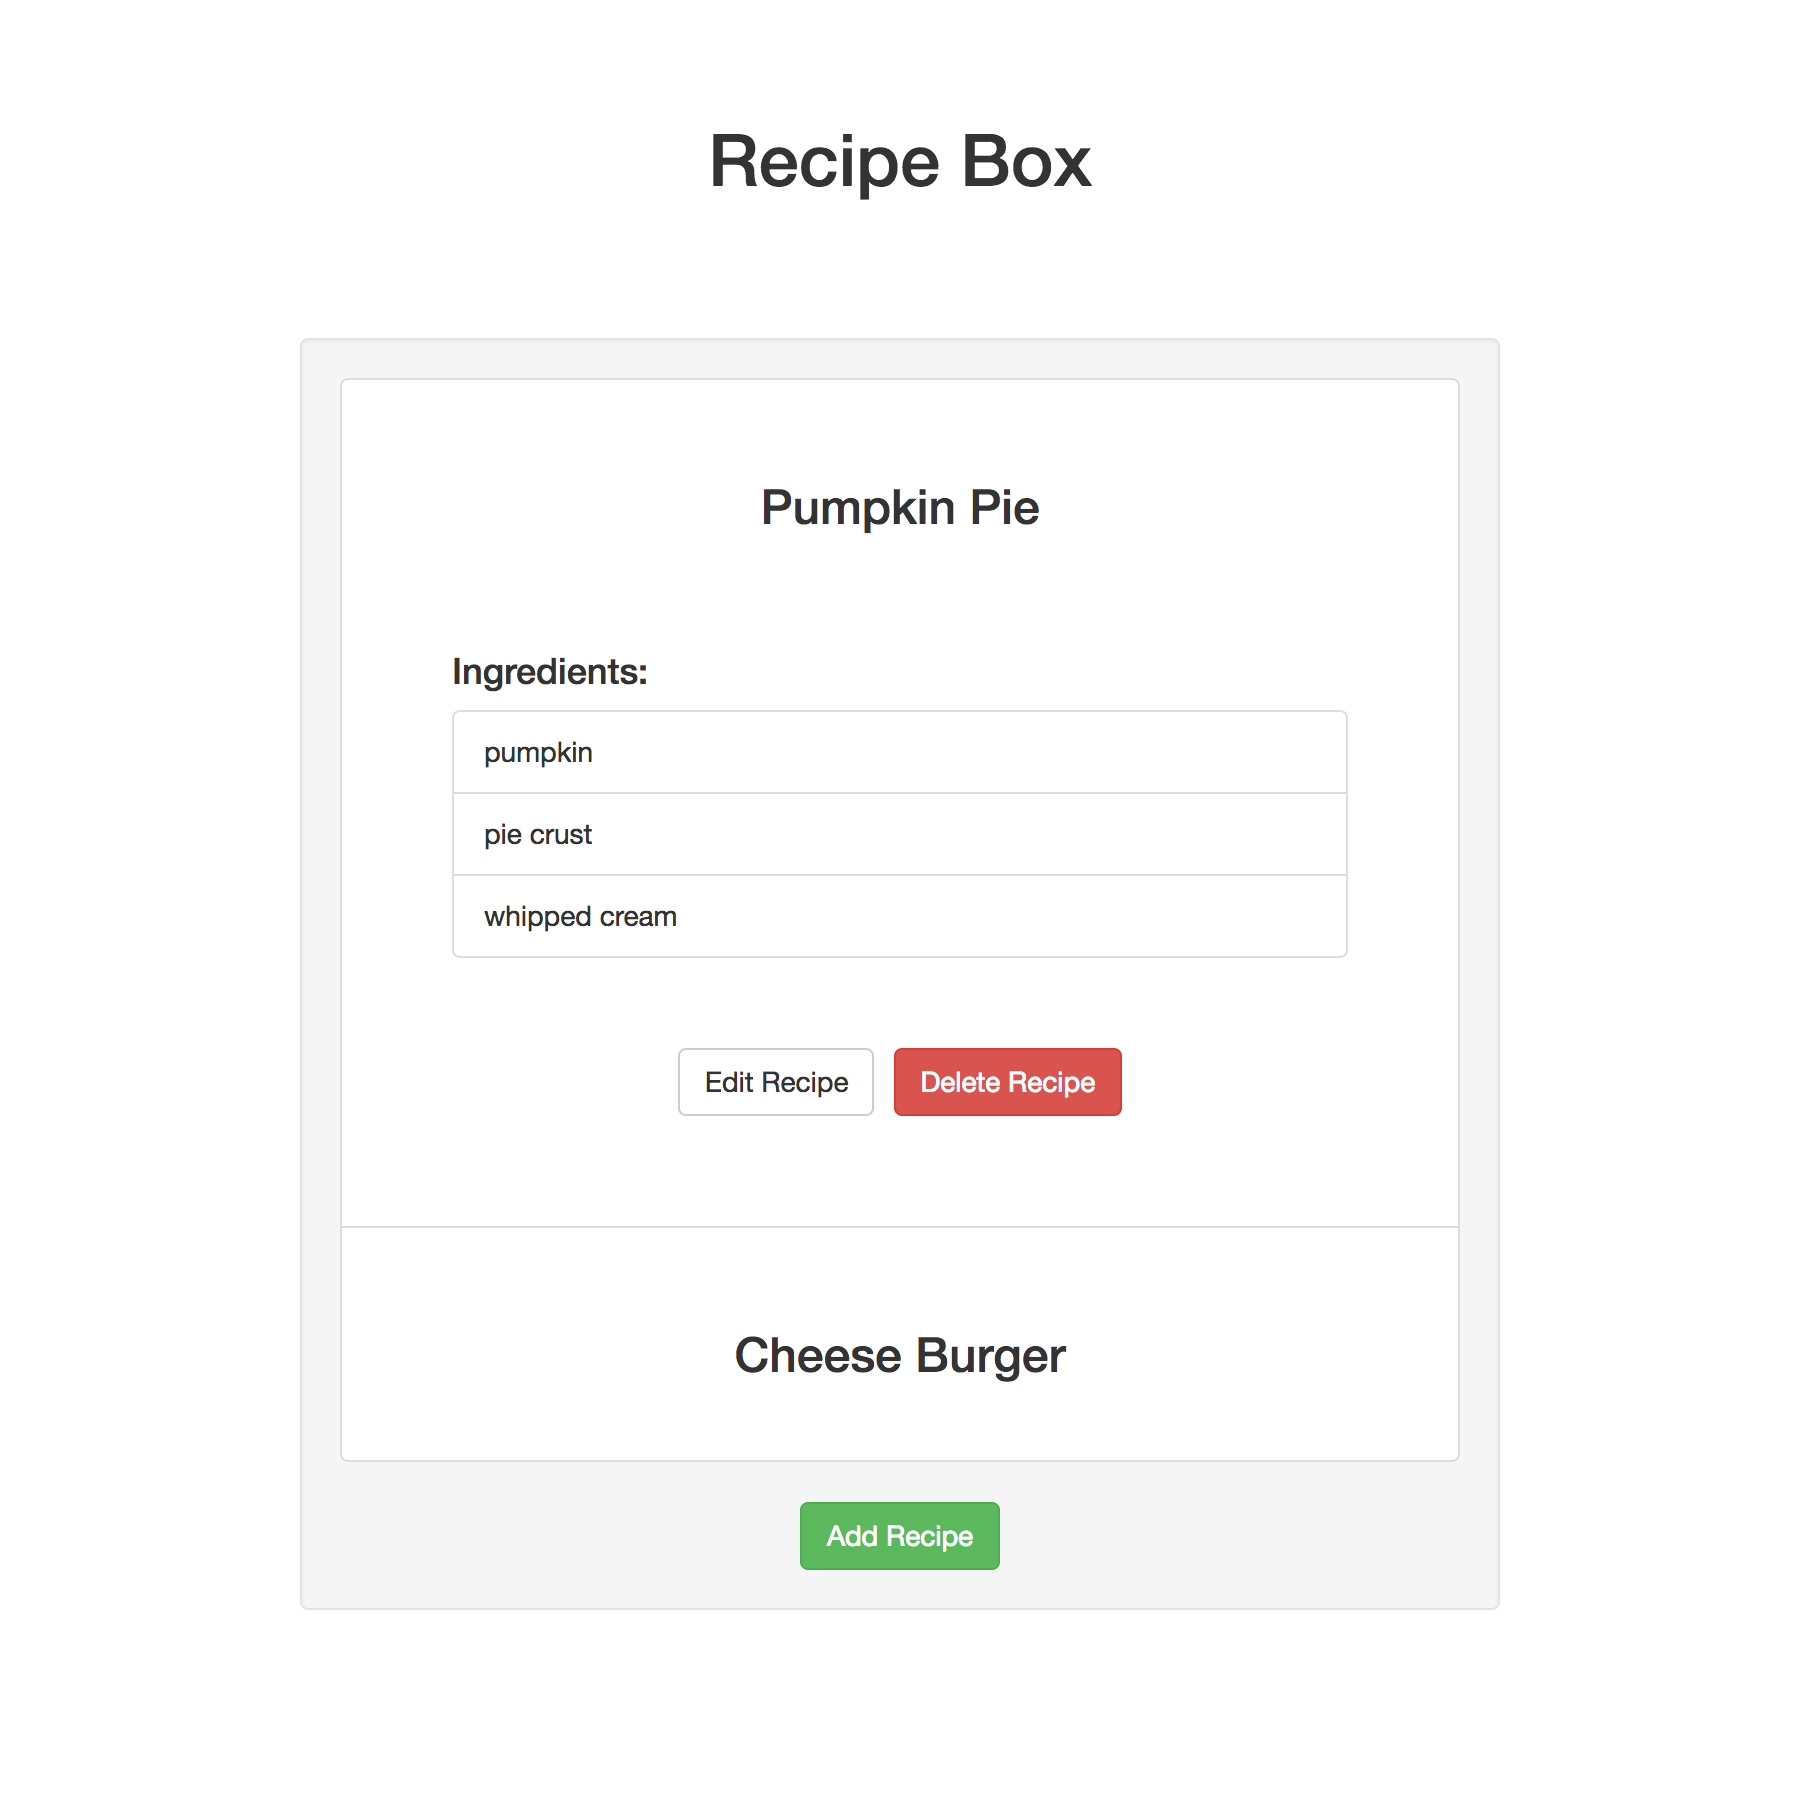 Recipe Box
Pumpkin Pie
Ingredients:
pumpkin
pie crust
whipped cream
Edit Recipe
Delete Recipe
Cheese Burger
Add Recipe